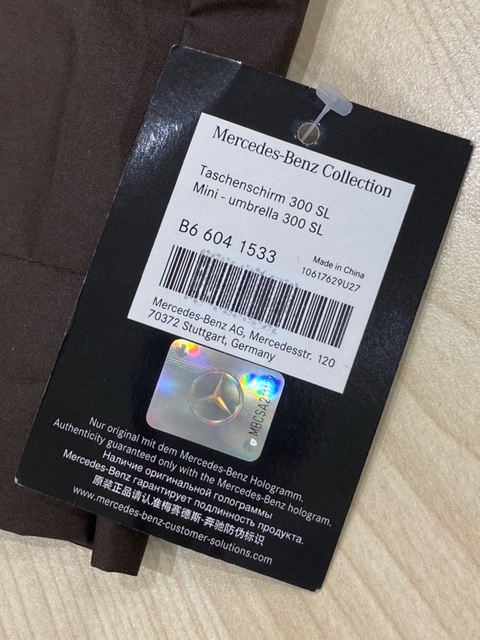 Mercedes-Benz Collection
Taschenschirm 300 SL
Mini - umbrella 300 SL
B6 604 1533
Made in China
10617629U27
Mercedes-Benz AG, Mercedesstr. 120
70372 Stuttgart, Germany
Nur original mit dem Mercedes-Benz Hologramm.
Authenticity guaranteed only with the Mercedes-Benz hologram.
Наличие оригинальной голограммы
Mercedes-Benz гарантирует подлинность продукта.
原装正品请认准梅赛德斯-奔驰防伪标识
www.mercedes-benz-customer-solutions.com